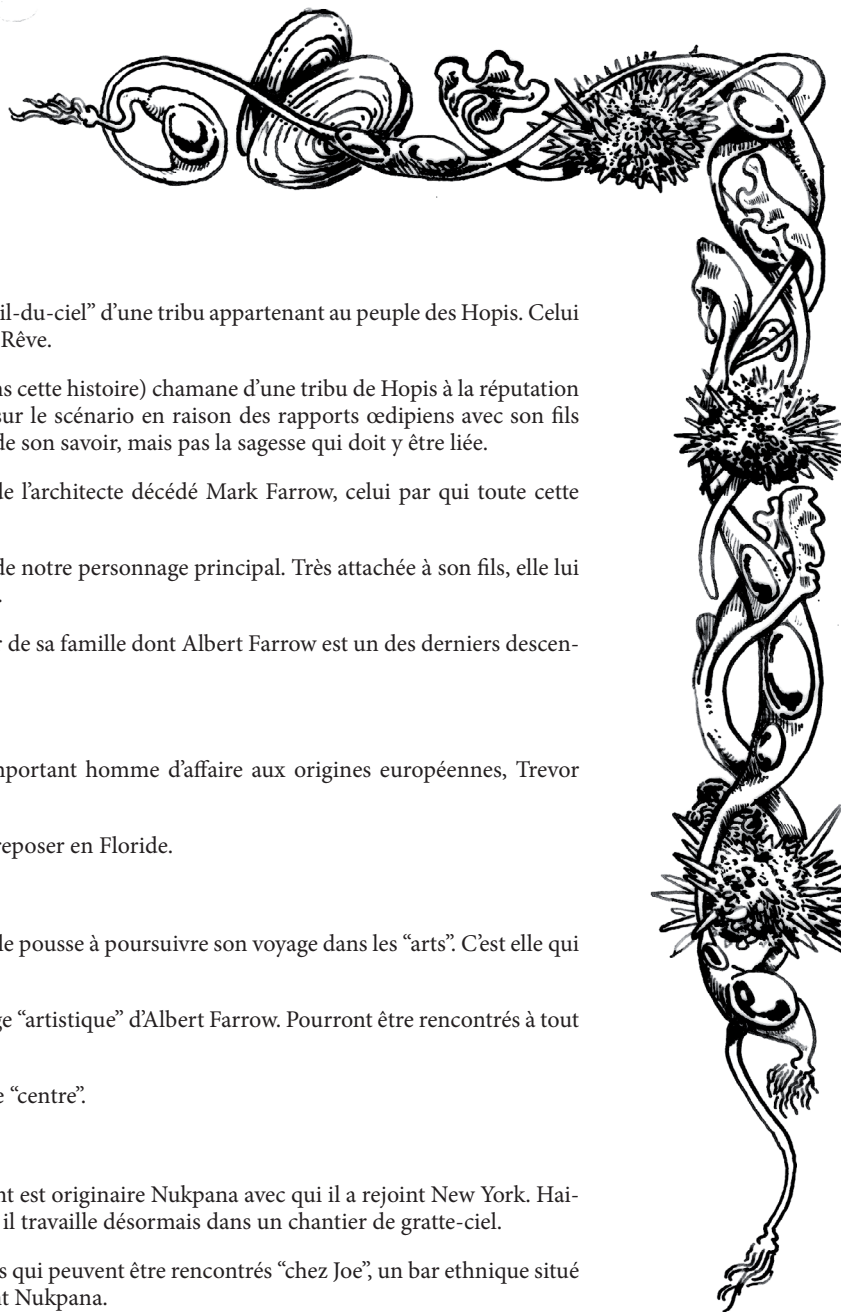 il-du-ciel” d’une tribu appartenant au peuple des Hopis. Celui
Rêve.
ns cette histoire) chamane d’une tribu de Hopis à la réputation
sur le scénario en raison des rapports œdipiens avec son fils
de son savoir, mais pas la sagesse qui doit y être liée.
le l’architecte décédé Mark Farrow, celui par qui toute cette
de notre personnage principal. Très attachée à son fils, elle lui
.
r de sa famille dont Albert Farrow est un des derniers descen-
mportant homme d’affaire aux origines européennes, Trevor
reposer en Floride.
le pousse à poursuivre son voyage dans les “arts”. C’est elle qui
ge “artistique” d’Albert Farrow. Pourront être rencontrés à tout
e “centre”.
nt est originaire Nukpana avec qui il a rejoint New York. Hai-
il travaille désormais dans un chantier de gratte-ciel.
s qui peuvent être rencontrés “chez Joe”, un bar ethnique situé
nt Nukpana.